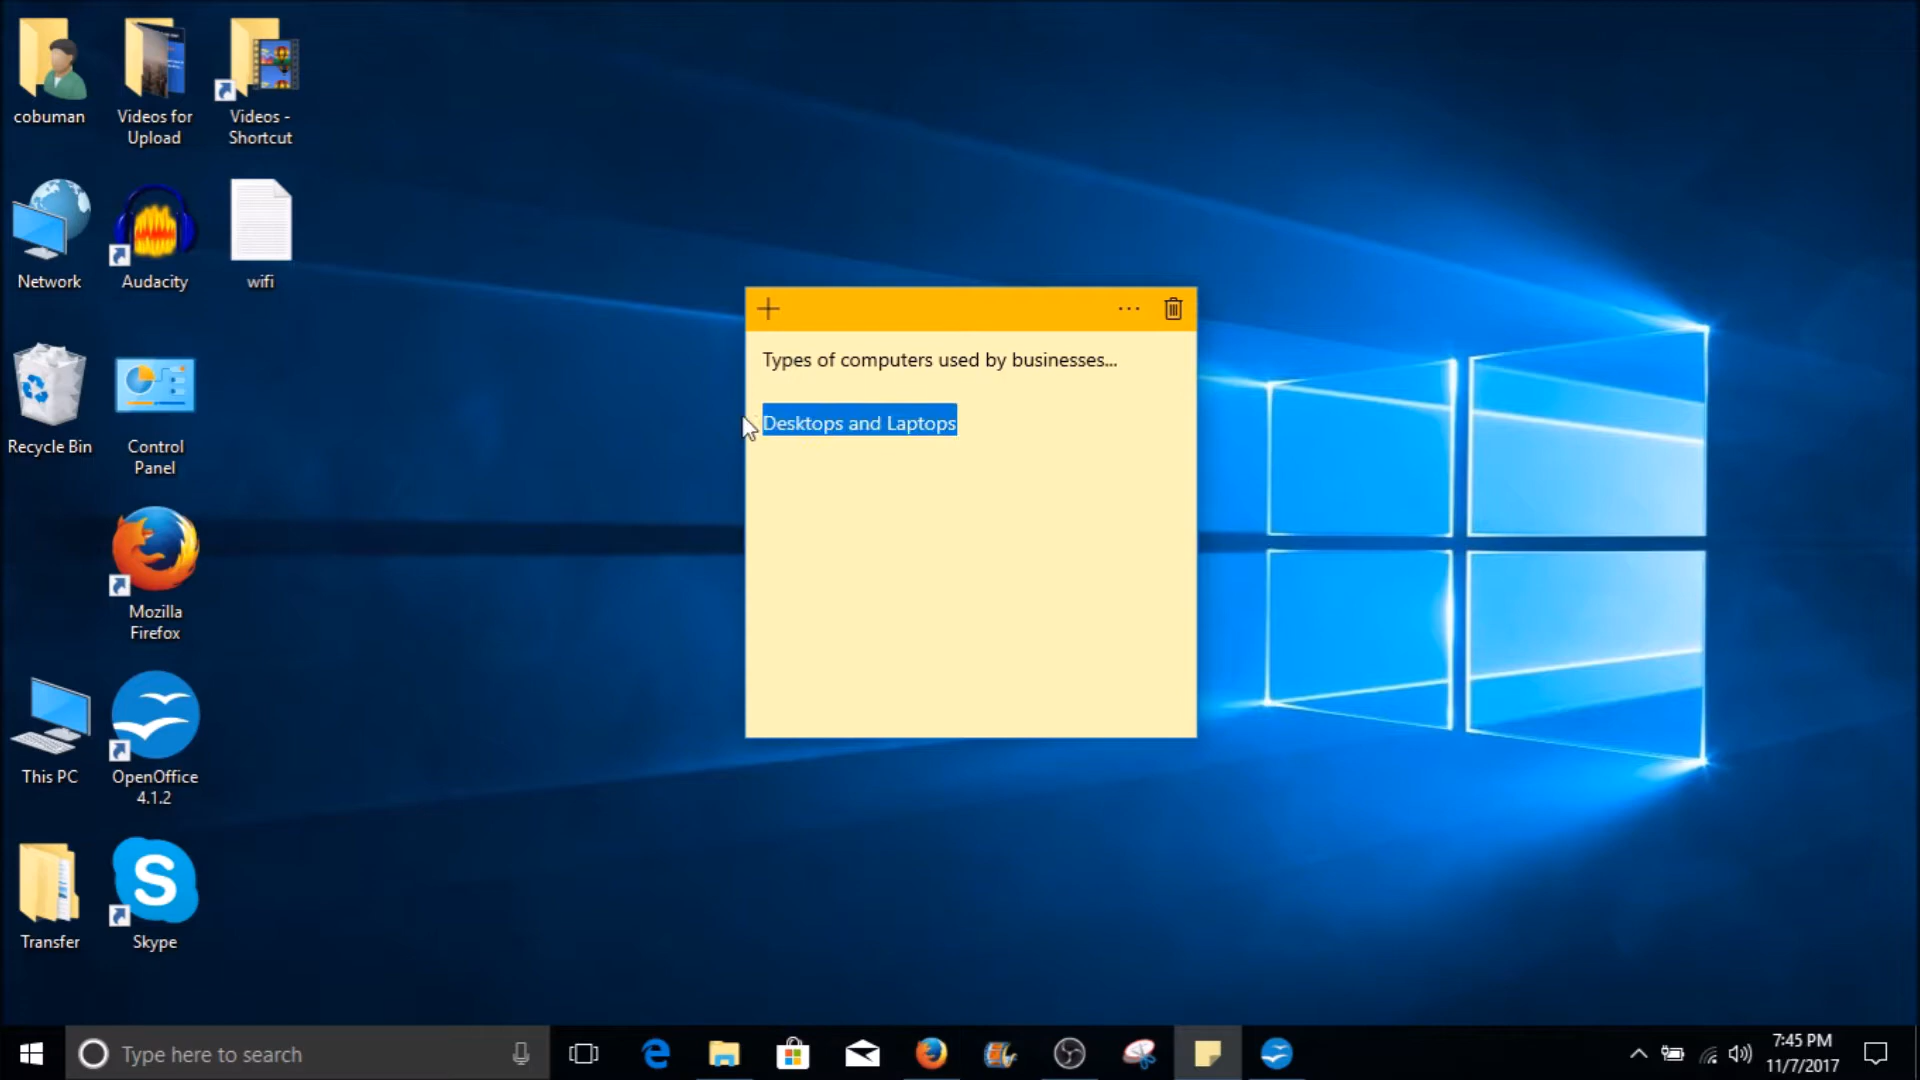 cobuman
Videos for
Upload
Videos -
Shortcut
Network
Audacity
wifi
Recycle Bin
Control
Panel
Mozilla
Firefox
This PC
OpenOffice
4.1.2
Transfer
Skype
Types of computers used by businesses...
Desktops and Laptops
Type here to search
7:45 PM
11/7/2017